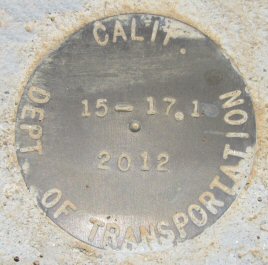 CALIF.
15-17.1
2012
DEPT. OF TRANSPORTATION